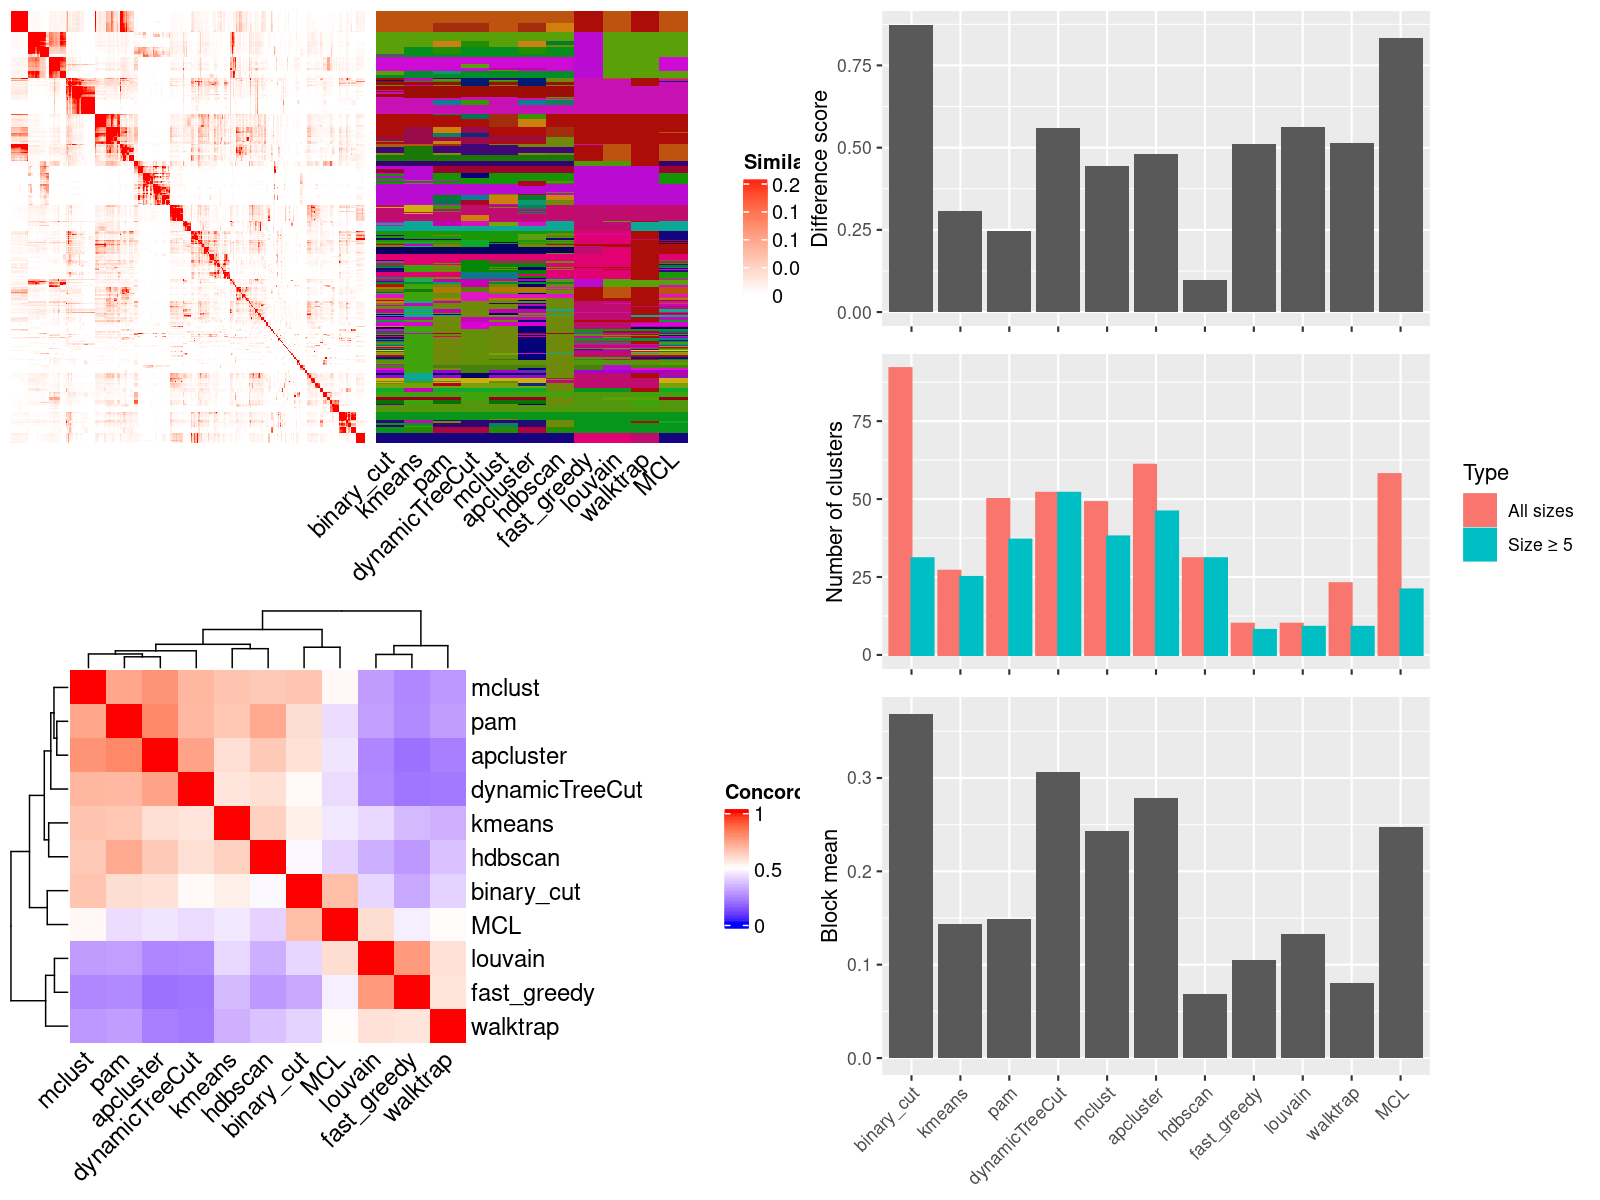 Simila
0.2
0.1
0.1
0.0
0
binary_cut
kmeans
pam
dynamicTreeCut
mclust
apcluster
hdbscan
fast_greedy
louvain
walktrap
MCL
mclust
pam
apcluster
dynamicTreeCut
kmeans
hdbscan
binary_cut
MCL
louvain
fast_greedy
walktrap
mclust
pam
apcluster
dynamicTreeCut
kmeans
hdbscan
binary_cut
MCL
louvain
fast_greedy
walktrap
Concord
1
0.5
0
Difference score
0.75
0.50
0.25
0.00
Number of clusters
75
50
25
0
Type
All sizes
Size ≥ 5
Block mean
0.3
0.2
0.1
0.0
binary_cut
kmeans
pam
dynamicTreeCut
mclust
apcluster
hdbscan
fast_greedy
louvain
walktrap
MCL